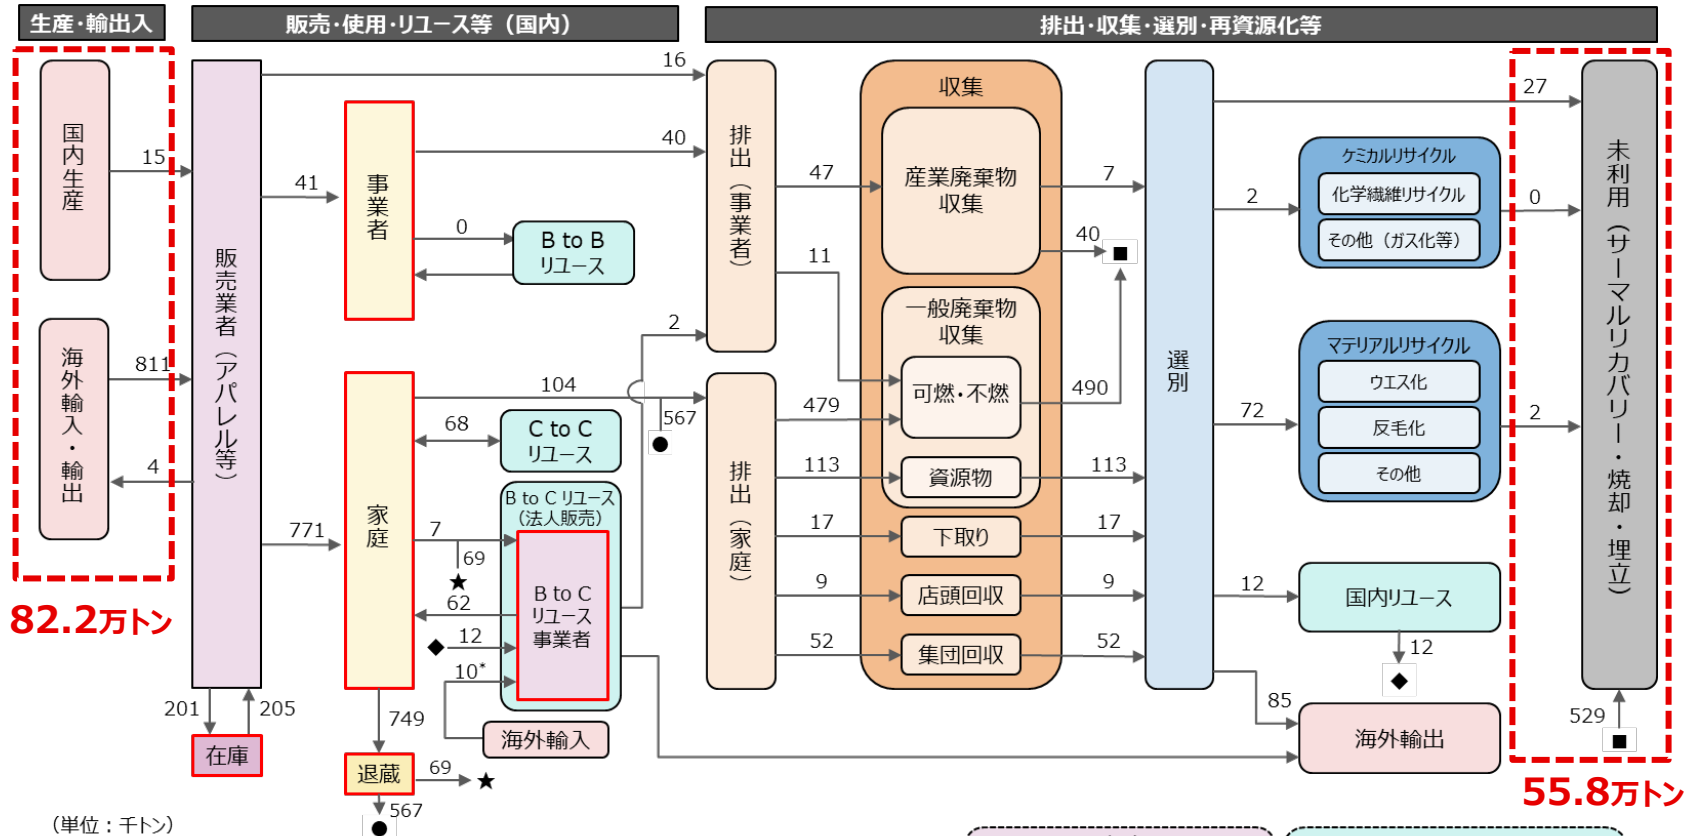 生産・輸出入
販売・使用・リユース等（国内）
排出・収集・選別・再資源化等
国内生産
海外輸入・輸出
15
811
4
82.2万トン
販売業者（アパレル等）
201
205
在庫
16
41
771
事業者
40
0
B to B
リユース
家庭
104
567
●
68
C to C
リユース
B to C リユース
（法人販売）
B to C
リユース
事業者
7
69
★
62
◆
12
10*
海外輸入
2
749
退蔵
69
★
567
●
（単位：千トン）
排出（事業者）
排出（家庭）
47
11
479
113
17
9
52
収集
産業廃棄物
収集
一般廃棄物
収集
可燃・不燃
資源物
下取り
店頭回収
集団回収
7
40
■
490
113
17
9
52
選別
27
2
72
12
85
ケミカルリサイクル
化学繊維リサイクル
その他（ガス化等）
0
マテリアルリサイクル
ウエス化
反毛化
その他
2
国内リユース
12
◆
海外輸出
未利用（サーマルリカバリー・焼却・埋立）
529
■
55.8万トン